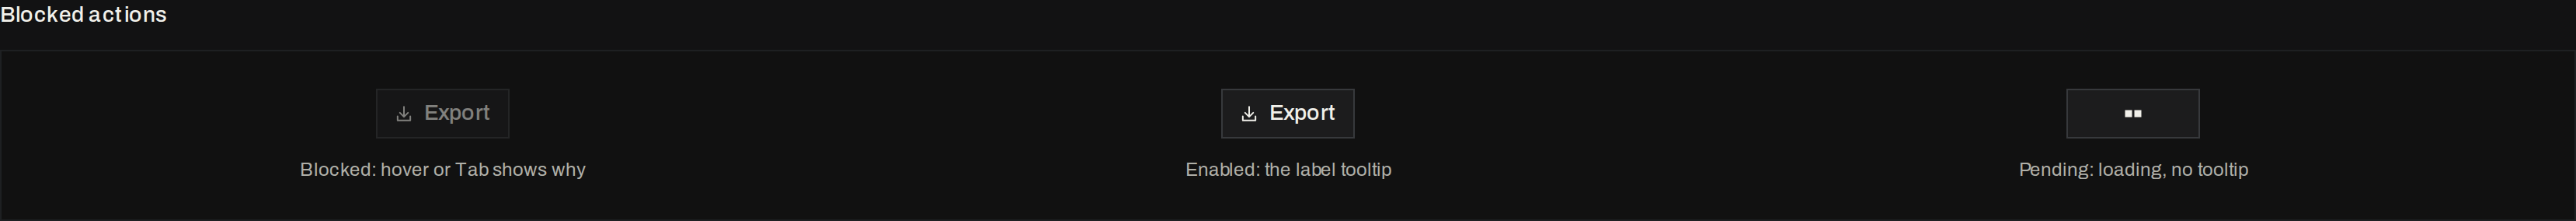 Blocked actions
Export
Export
Blocked: hover or Tab shows why
Enabled: the label tooltip
Pending: loading, no tooltip